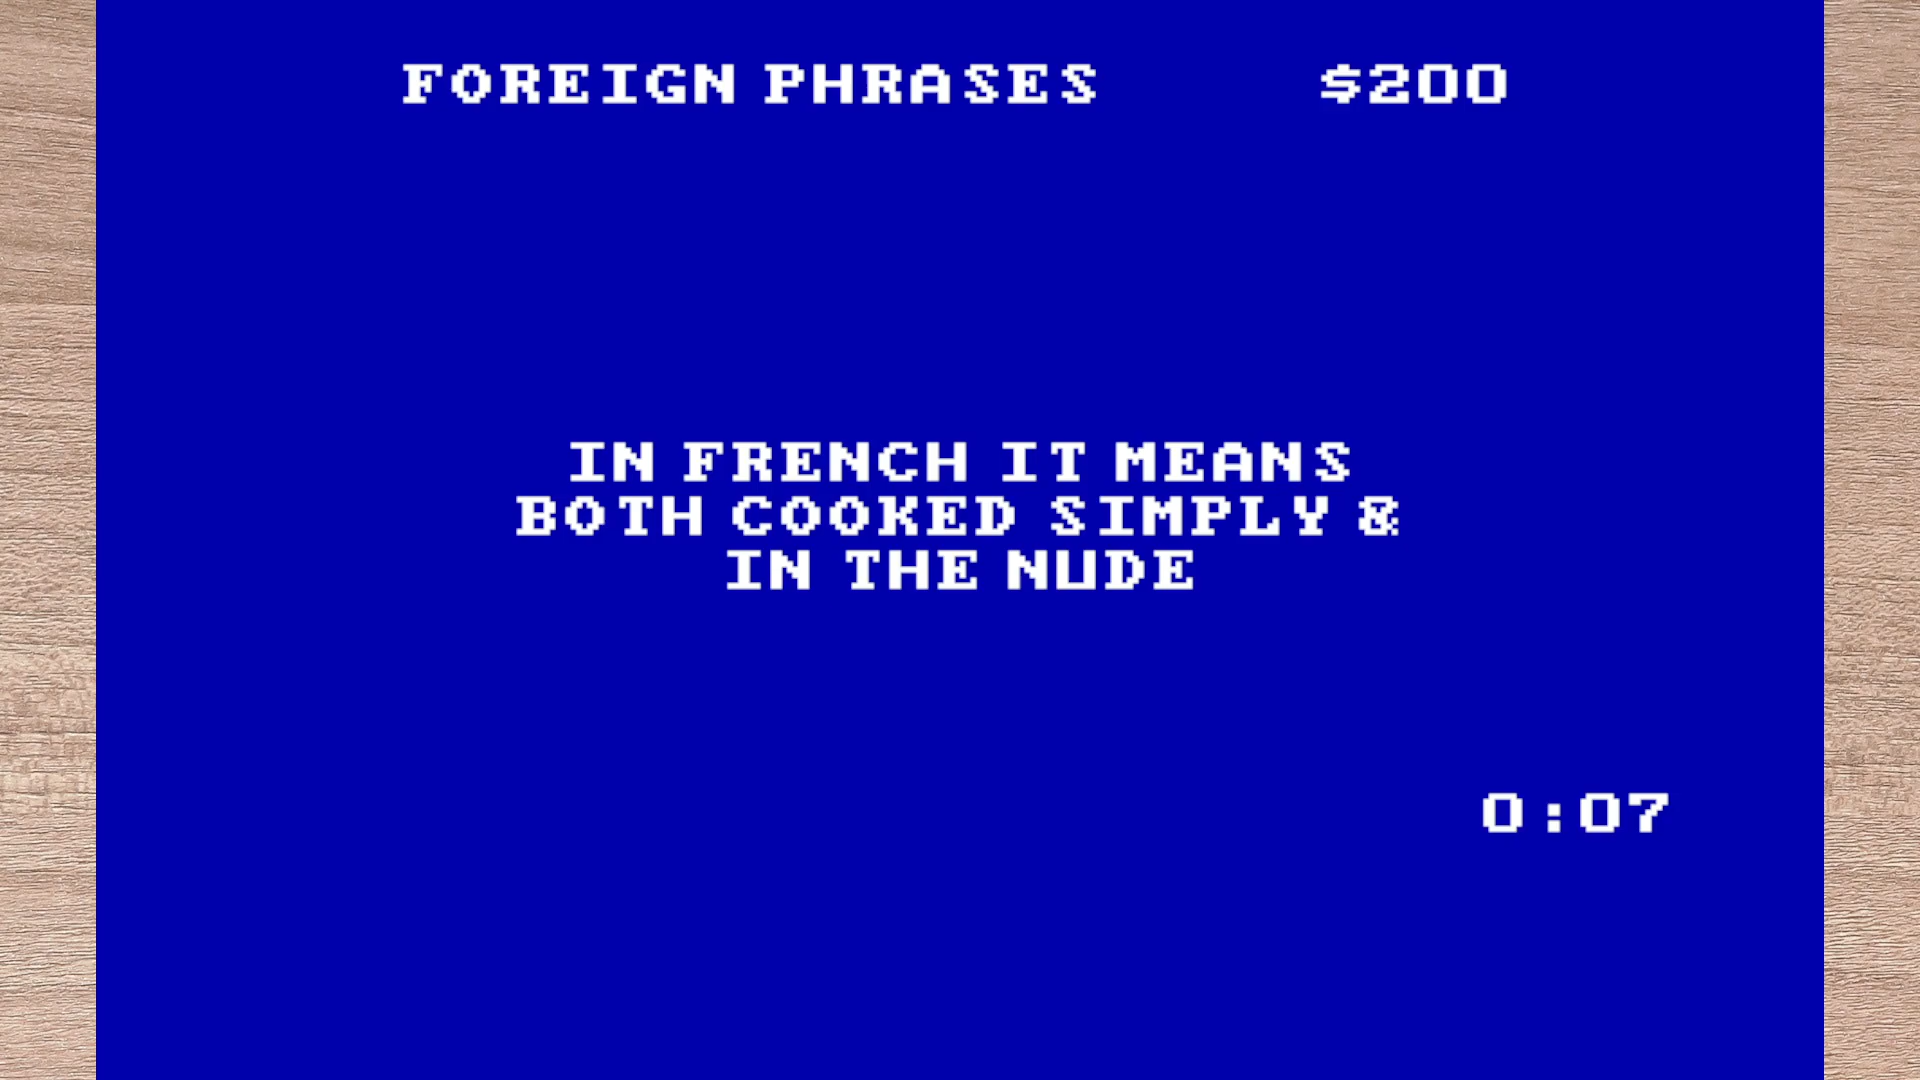 FOREIGN PHRASES $200
IN FRENCH IT MEANS
BOTH COOKED SIMPLY &
IN THE NUDE
0:07